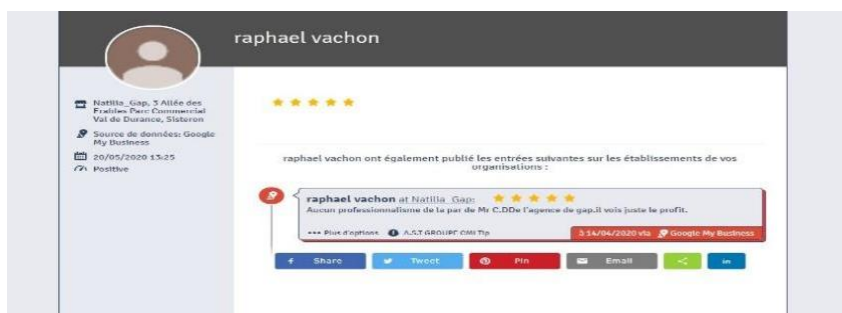 raphael vachon
Natilia_Gap, 3 Allée des
Erables Parc Commercial
Val de Durance, Sisteron
Source de données: Google
My Business
20/05/2020 13:25
Positive
raphael vachon ont également publié les entrées suivantes sur les établissements de vos
organisations :
raphael vachon at Natilia_Gap:
Aucun professionnalisme de la par de Mr C.DDe l'agence de gap.il vois juste le profit.
••• Plus d'options A.S.T GROUPE OMI Tip
à 14/04/2020 via Google My Business
f Share
Tweet
Pin
Email
in